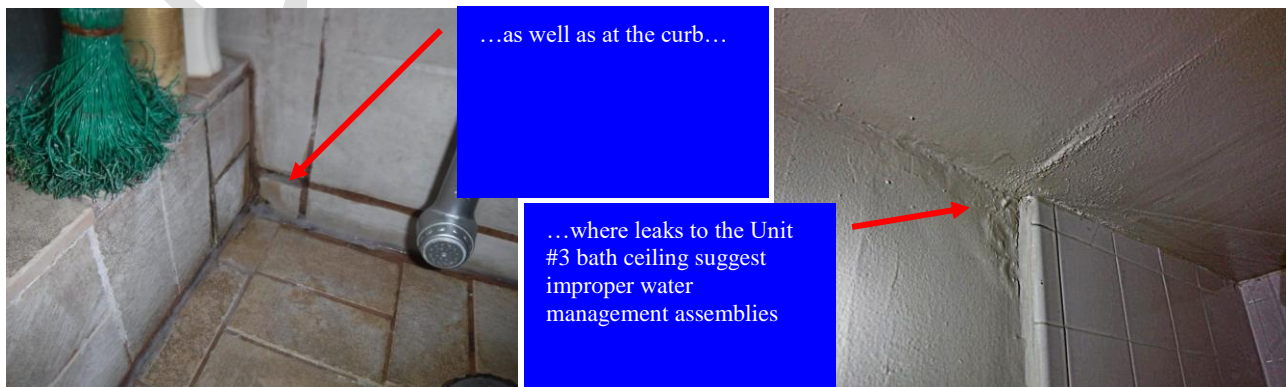 …as well as at the curb…
…where leaks to the Unit
#3 bath ceiling suggest
improper water
management assemblies